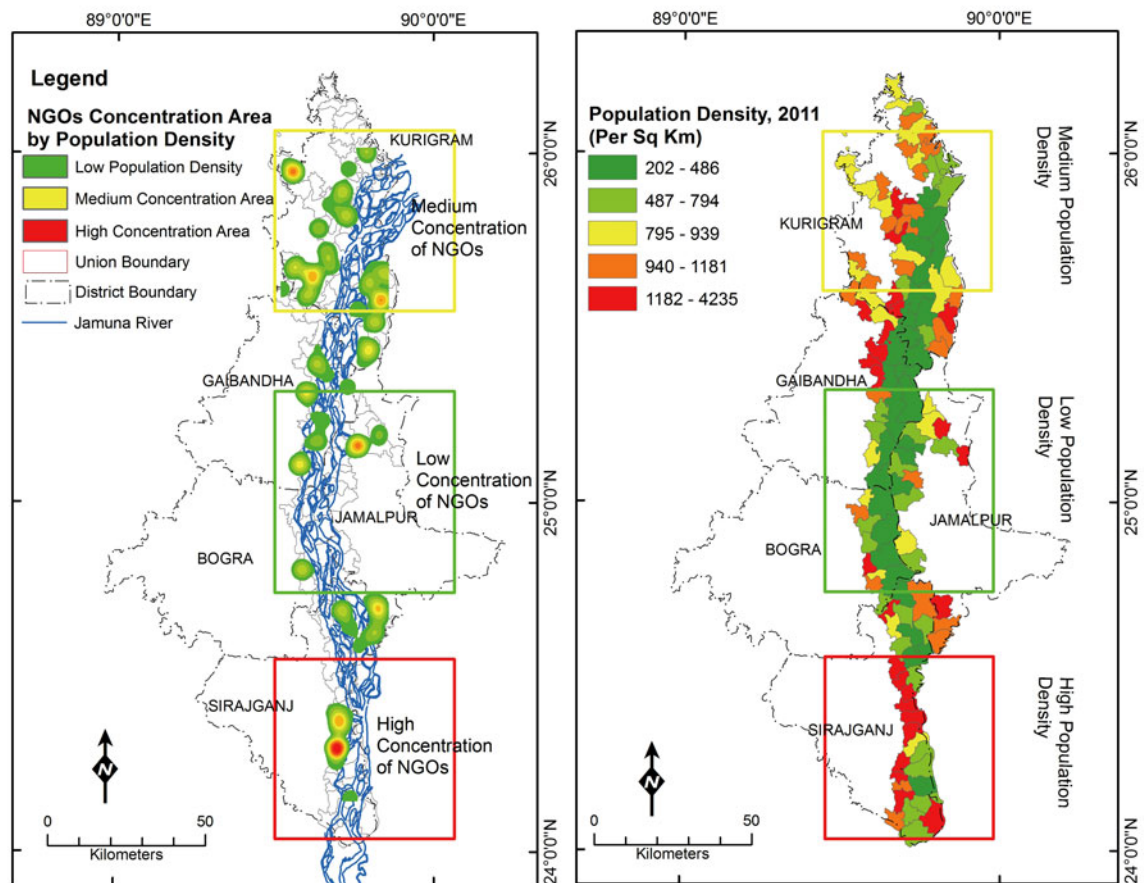 89°0'0"E
90°0'0"E
Legend
NGOs Concentration Area
by Population Density
Low Population Density
Medium Concentration Area
High Concentration Area
Union Boundary
District Boundary
Jamuna River
KURIGRAM
Medium
Concentration
of NGOs
GAIBANDHA
Low
Concentration
of NGOs
JAMALPUR
BOGRA
SIRAJGANJ
High
Concentration
of NGOs
N
0
50
Kilometers
26°0'0"N
25°0'0"N
24°0'0"N
89°0'0"E
90°0'0"E
Population Density, 2011
(Per Sq Km)
202 - 486
487 - 794
795 - 939
940 - 1181
1182 - 4235
KURIGRAM
GAIBANDHA
JAMALPUR
BOGRA
SIRAJGANJ
Medium Population
Density
Low Population
Density
High Population
Density
N
0
50
Kilometers
26°0'0"N
25°0'0"N
24°0'0"N